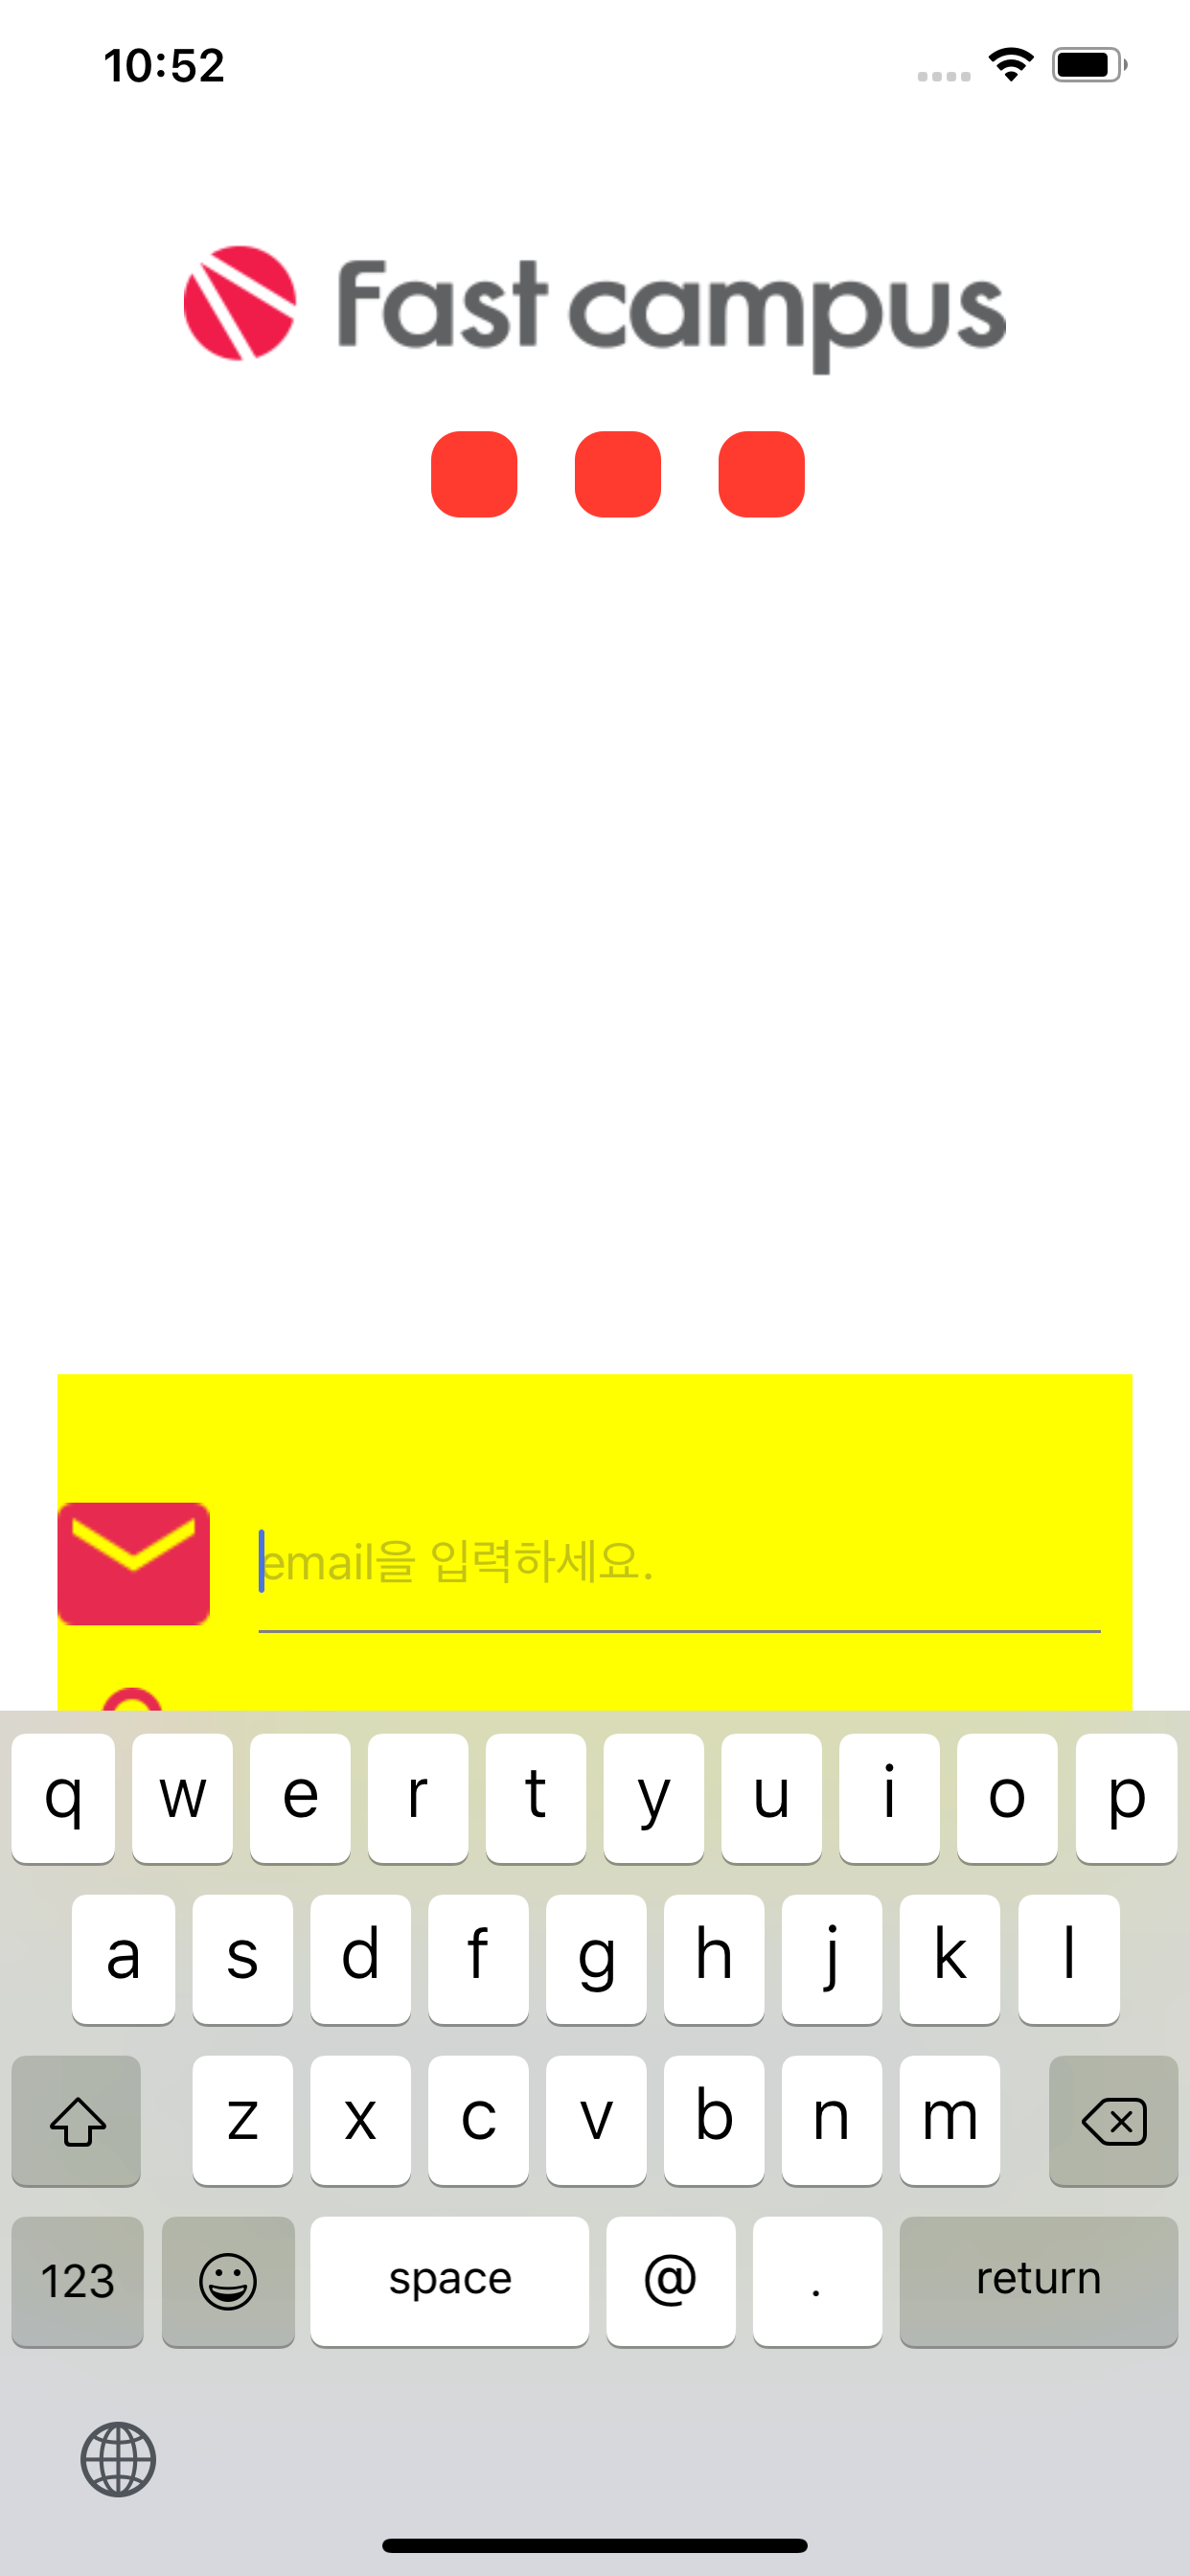 10:52
Fast campus
email을 입력하세요.
q w e r t y u i o p
a s d f g h j k l
z x c v b n m
123 space @ . return